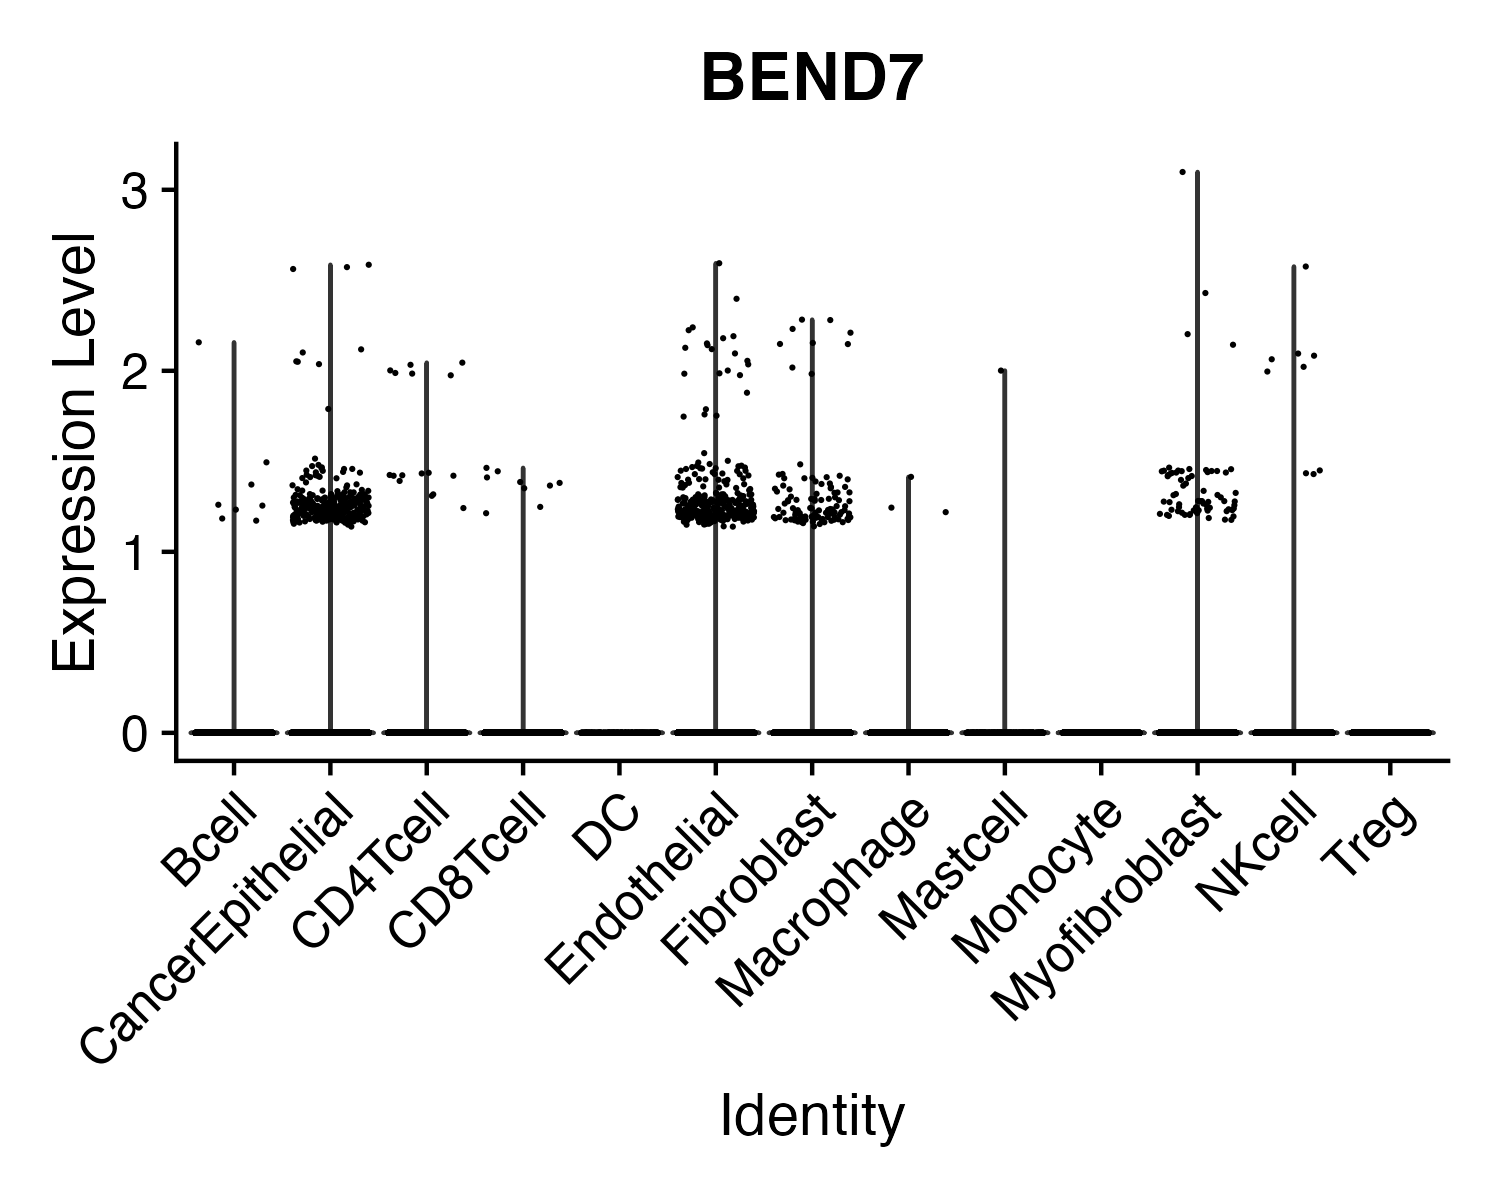 BEND7
Expression Level
3
2
1
0
Bcell
CancerEpithelial
CD4Tcell
CD8Tcell
DC
Endothelial
Fibroblast
Macrophage
Mastcell
Monocyte
Myofibroblast
NKcell
Treg
Identity